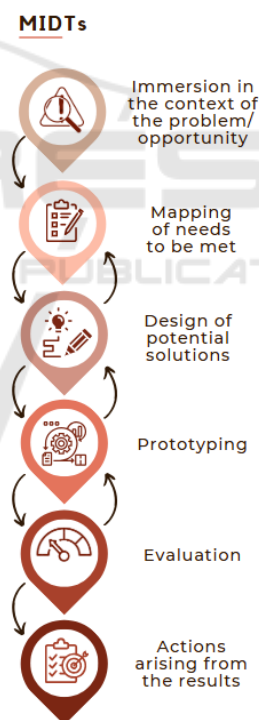 MIDTs
Immersion in
the context of
the problem/
opportunity
Mapping
of needs
to be met
PUBLICAT
Design of
potential
solutions
Prototyping
Evaluation
Actions
arising from
the results